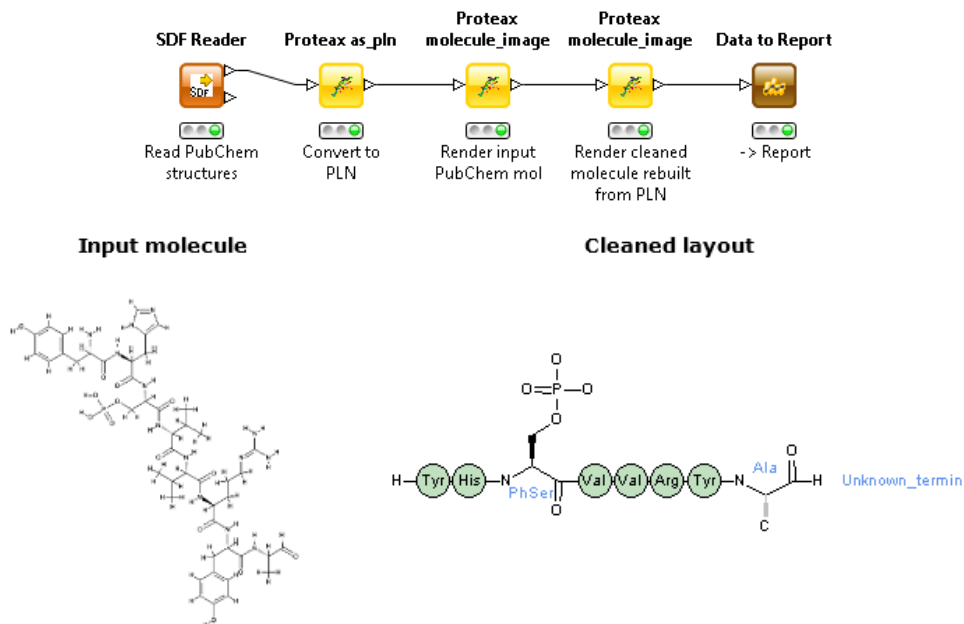 Proteax Proteax
SDF Reader Proteax as_pln molecule_image molecule_image Data to Report
SDF
Read PubChem Convert to Render input Render cleaned -> Report
structures PLN PubChem mol molecule rebuilt
from PLN
Input molecule Cleaned layout
O
O=P–O
O
Ala O
H Tyr His N Val Val Arg Tyr N H Unknown_termin
PhSer
O C